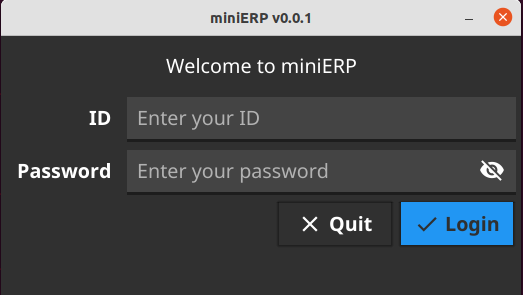 miniERP v0.0.1
Welcome to miniERP
ID Enter your ID
Password Enter your password
Quit Login